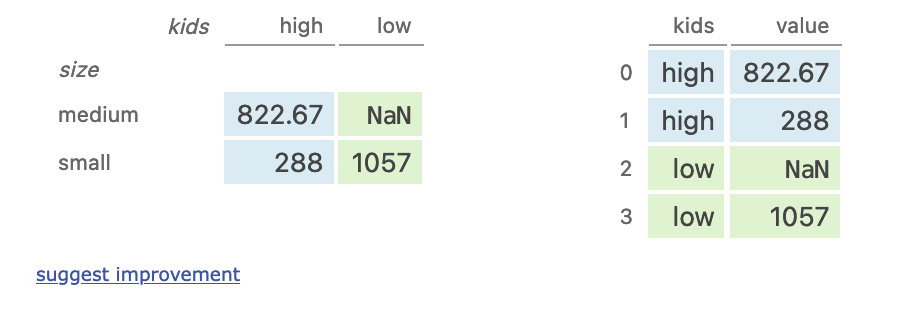 kids high low
size
medium 822.67 NaN
small 288 1057
kids value
0 high 822.67
1 high 288
2 low NaN
3 low 1057
suggest improvement